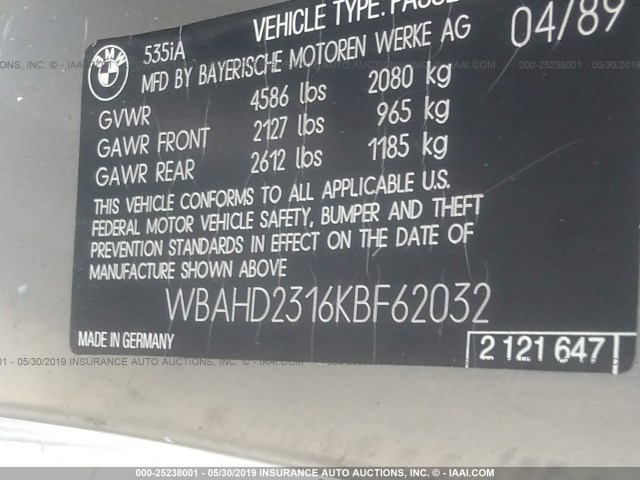 BMW
535iA
VEHICLE TYPE:
04/89
MFD BY BAYERISCHE MOTOREN WERKE AG
GVWR 4586 lbs 2080 kg
GAWR FRONT 2127 lbs 965 kg
GAWR REAR 2612 lbs 1185 kg
THIS VEHICLE CONFORMS TO ALL APPLICABLE U.S.
FEDERAL MOTOR VEHICLE SAFETY, BUMPER AND THEFT
PREVENTION STANDARDS IN EFFECT ON THE DATE OF
MANUFACTURE SHOWN ABOVE
WBAHD2316KBF62032
MADE IN GERMANY
2 121 647
000-25238001 - 05/30/2019 - INSURANCE AUTO AUCTIONS, INC. - © IAAI.COM